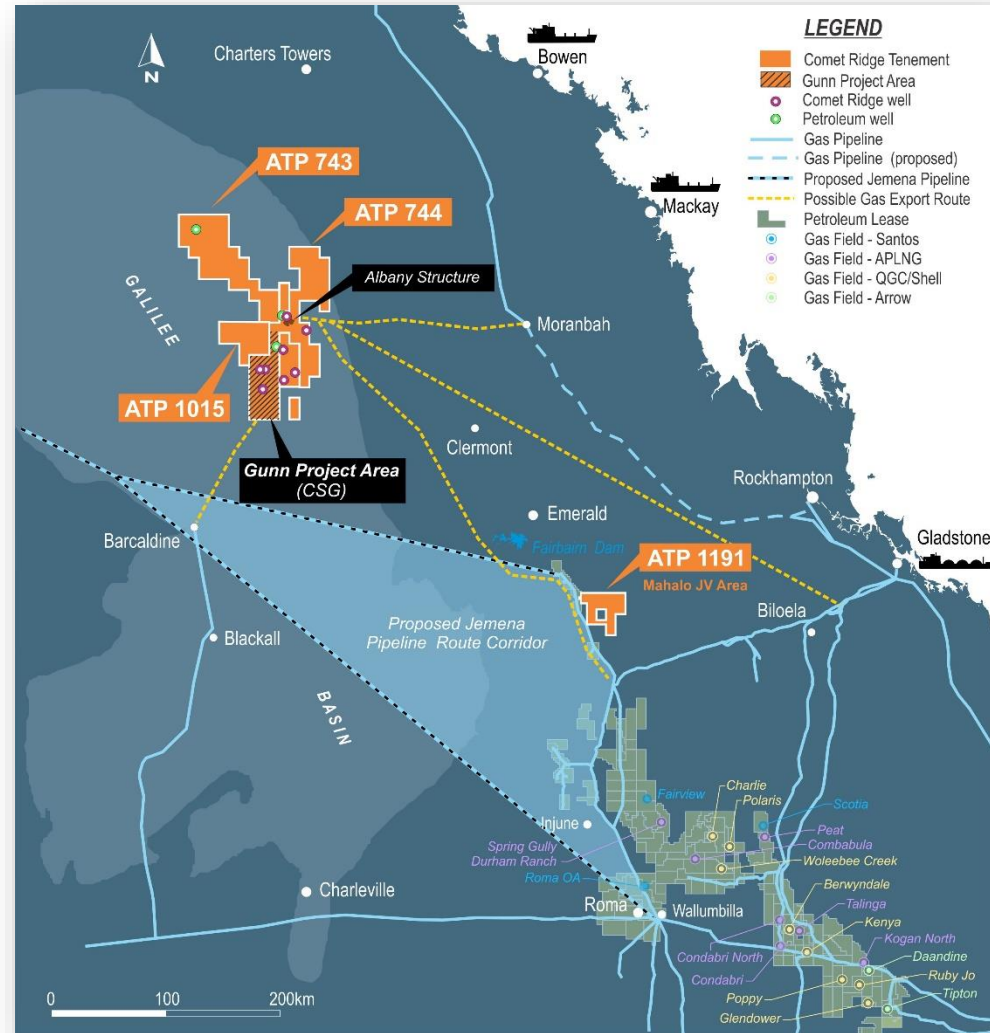 LEGEND
Comet Ridge Tenement
Gunn Project Area
Comet Ridge well
Petroleum well
Gas Pipeline
Gas Pipeline (proposed)
Proposed Jemena Pipeline
Possible Gas Export Route
Petroleum Lease
Gas Field - Santos
Gas Field - APLNG
Gas Field - QGC/Shell
Gas Field - Arrow
N
Charters Towers
Bowen
ATP 743
ATP 744
Mackay
Albany Structure
GALILEE
Moranbah
ATP 1015
Clermont
Gunn Project Area
(CSG)
Rockhampton
Emerald
Barcaldine
Fairbairn Dam
Gladstone
ATP 1191
Mahalo JV Area
Biloela
Blackall
Proposed Jemena
Pipeline Route Corridor
BASIN
Charlie
Fairview
Polaris
Scotia
Injune
Peat
Spring Gully
Combabula
Durham Ranch
Woleebee Creek
Roma OA
Berwyndale
Charleville
Talinga
Roma
Wallumbilla
Kenya
Kogan North
Condabri North
Daandine
Condabri
Ruby Jo
Poppy
Tipton
Glendower
0
100
200km